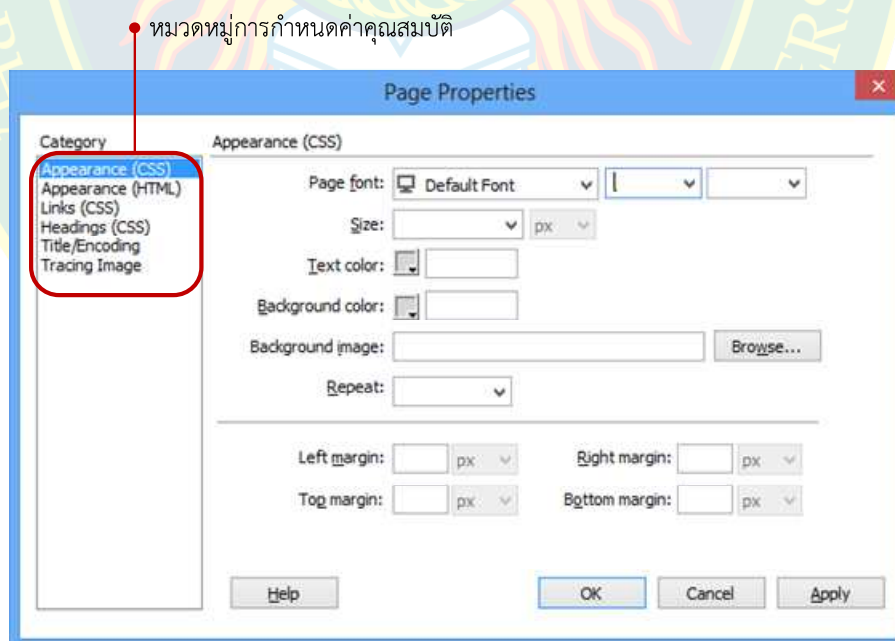 หมวดหมู่การกำหนดค่าคุณสมบัติ
Page Properties
Category
Appearance (CSS)
Appearance (HTML)
Links (CSS)
Headings (CSS)
Title/Encoding
Tracing Image
Appearance (CSS)
Page font: Default Font
Size: px
Text color:
Background color:
Background image: Browse...
Repeat:
Left margin: px Right margin: px
Top margin: px Bottom margin: px
Help OK Cancel Apply